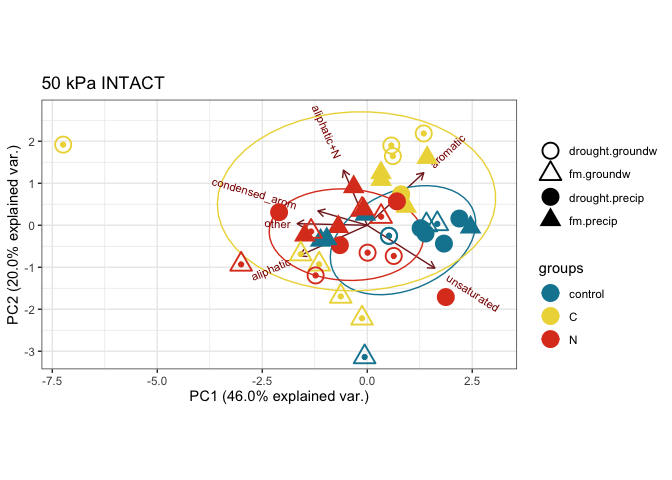 50 kPa INTACT
PC2 (20.0% explained var.)
2
1
0
-1
-2
-3
-7.5
-5.0
-2.5
0.0
2.5
PC1 (46.0% explained var.)
aliphatic+N
aromatic
condensed_arom
other
aliphatic
unsaturated
drought.groundw
fm.groundw
drought.precip
fm.precip
groups
control
C
N